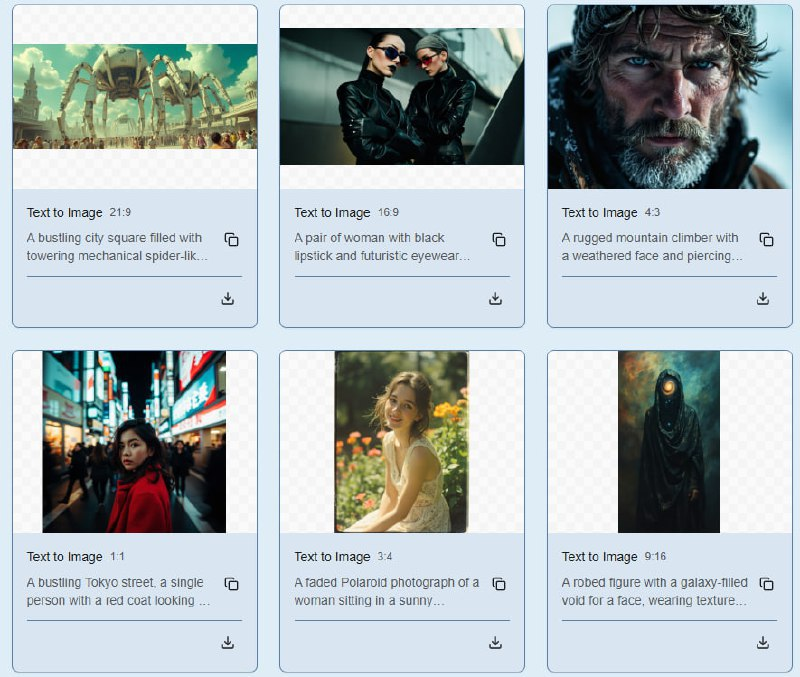 Text to Image 21:9
A bustling city square filled with
towering mechanical spider-lik...
Text to Image 16:9
A pair of woman with black
lipstick and futuristic eyewear...
Text to Image 4:3
A rugged mountain climber with
a weathered face and piercing...
Text to Image 1:1
A bustling Tokyo street, a single
person with a red coat looking ...
Text to Image 3:4
A faded Polaroid photograph of a
woman sitting in a sunny...
Text to Image 9:16
A robed figure with a galaxy-filled
void for a face, wearing texture...